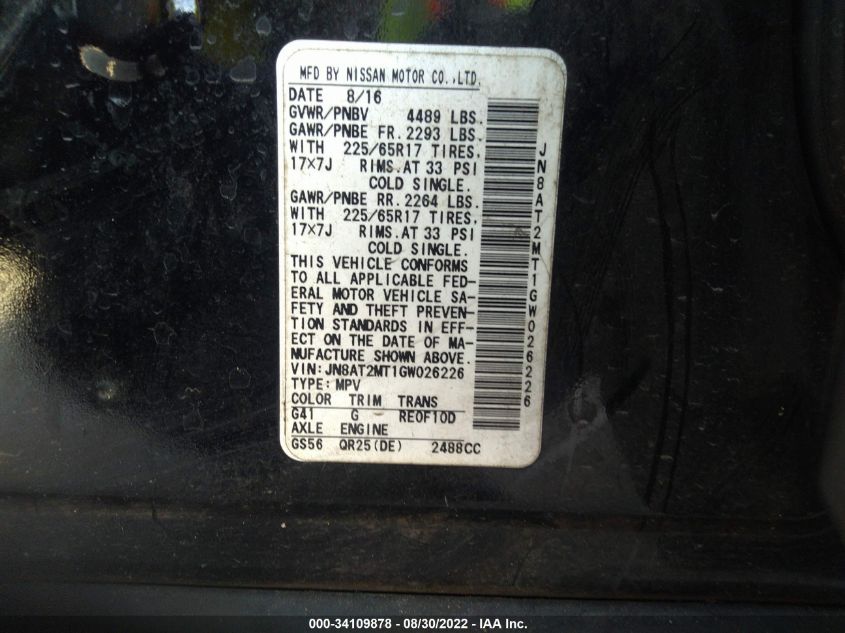 MFD BY NISSAN MOTOR CO.,LTD.
DATE 8/16
GVWR/PNBV 4489 LBS.
GAWR/PNBE FR. 2293 LBS.
WITH 225/65R17 TIRES.
17×7J RIMS.AT 33 PSI
COLD SINGLE.
GAWR/PNBE RR. 2264 LBS.
WITH 225/65R17 TIRES.
17×7J RIMS.AT 33 PSI
COLD SINGLE.
THIS VEHICLE CONFORMS
TO ALL APPLICABLE FED-
ERAL MOTOR VEHICLE SA-
FETY AND THEFT PREVEN-
TION STANDARDS IN EFF-
ECT ON THE DATE OF MA-
NUFACTURE SHOWN ABOVE.
VIN:JN8AT2MT1GW026226
TYPE:MPV
COLOR TRIM TRANS
G41 G RE0F10D
AXLE ENGINE
GS56 QR25(DE) 2488CC
JN8AT2MT1GW026226
000-34109878 - 08/30/2022 - IAA Inc.